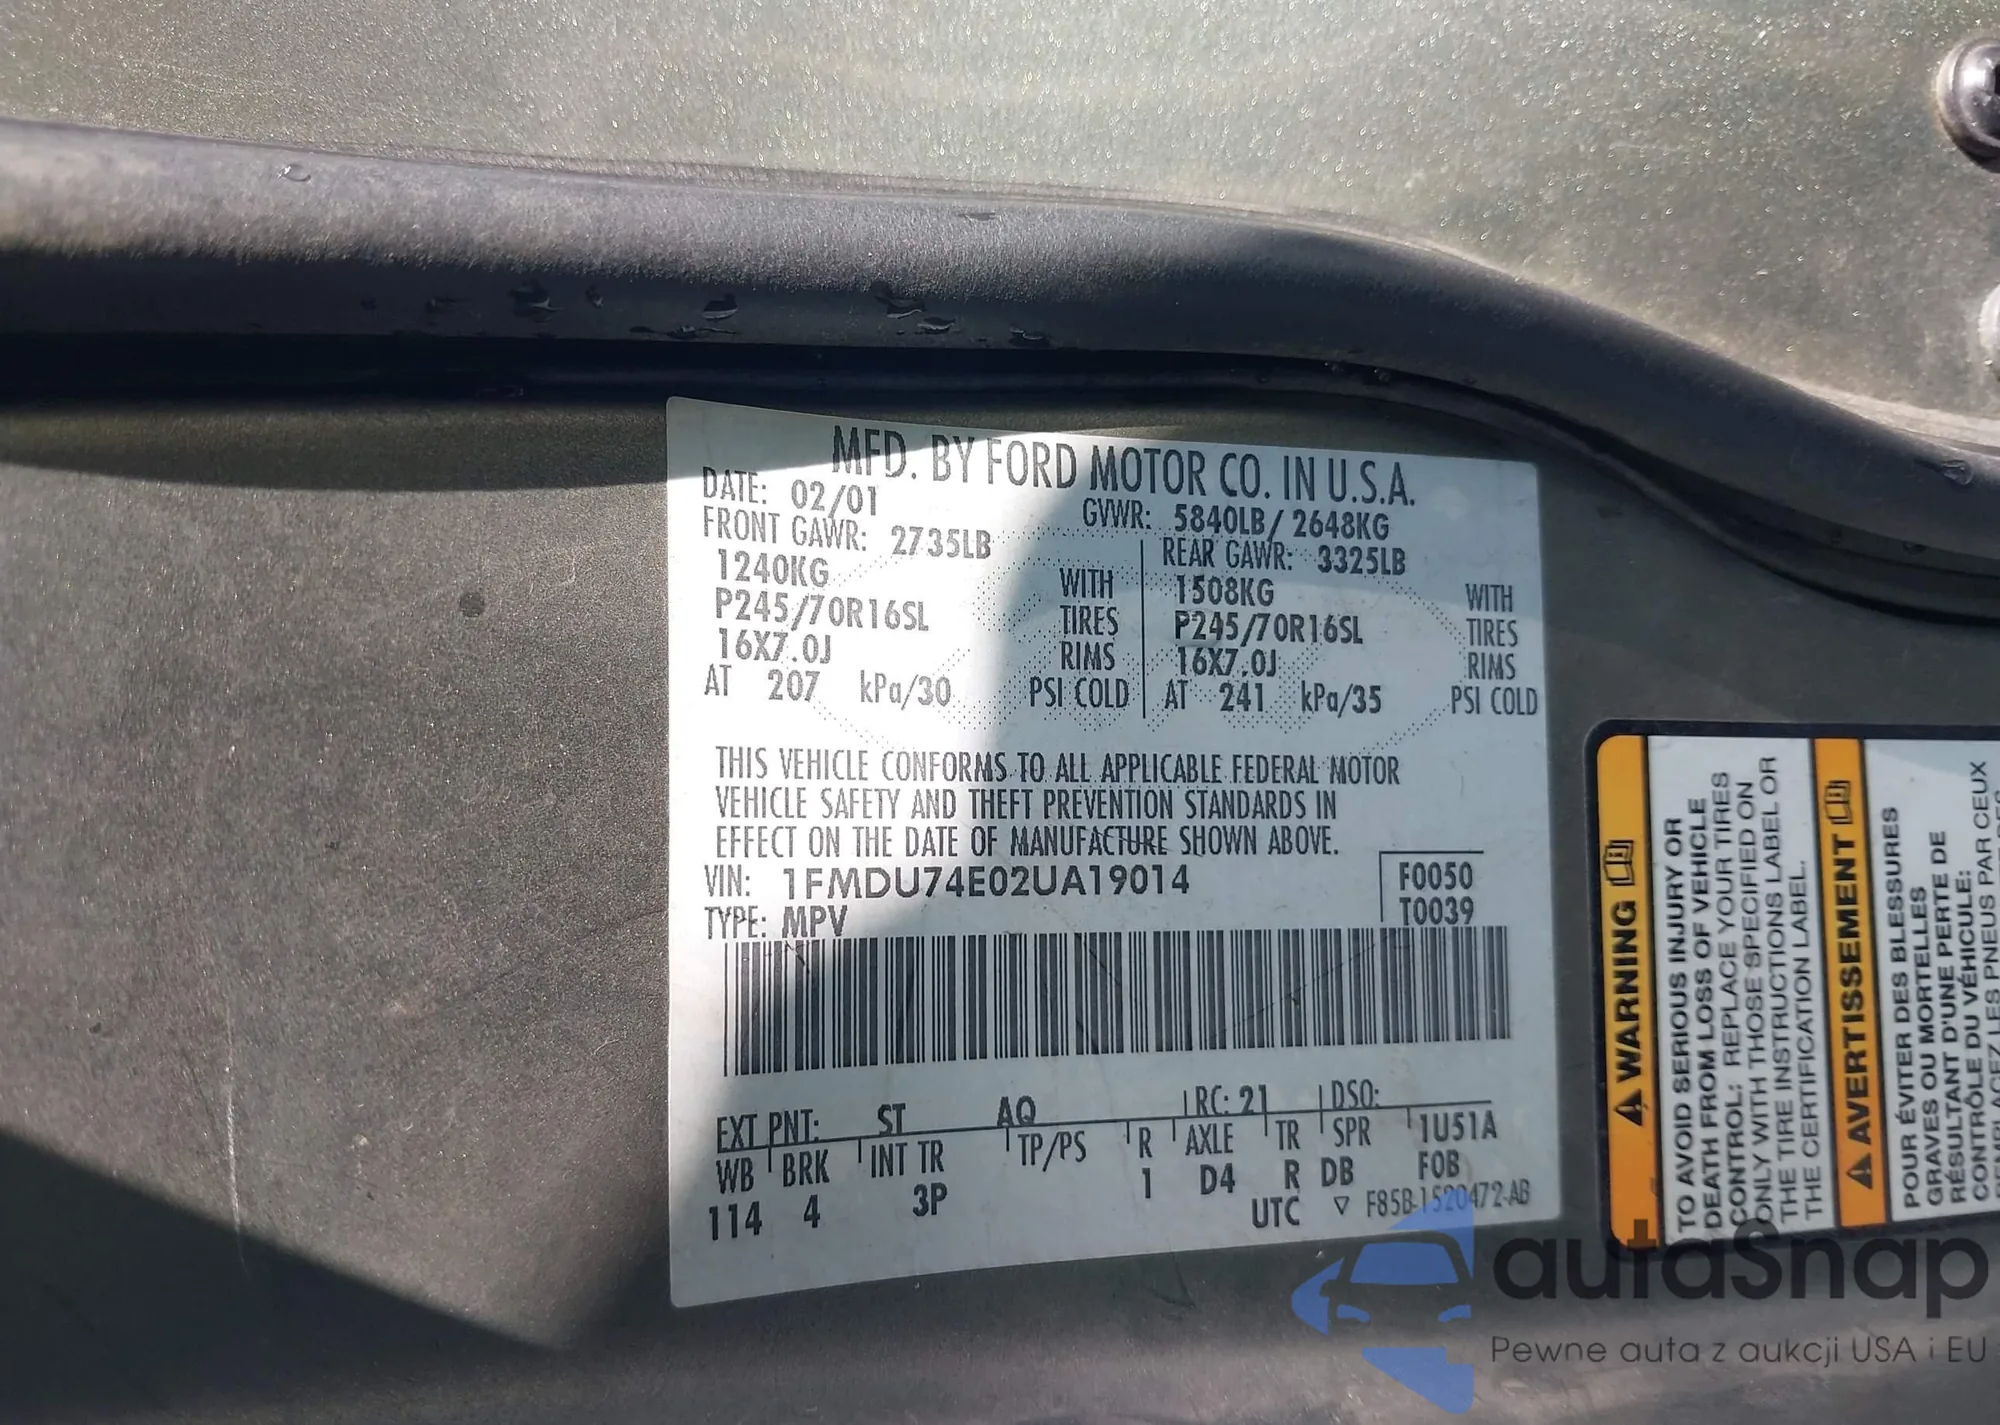 MFD. BY FORD MOTOR CO. IN U.S.A.
DATE: 02/01 GVWR: 5840LB/ 2648KG
FRONT GAWR: 2735LB REAR GAWR: 3325LB
1240KG WITH 1508KG WITH
P245/70R16SL TIRES P245/70R16SL TIRES
16X7.0J RIMS 16X7.0J RIMS
AT 207 kPa/30 PSI COLD AT 241 kPa/35 PSI COLD
THIS VEHICLE CONFORMS TO ALL APPLICABLE FEDERAL MOTOR
VEHICLE SAFETY AND THEFT PREVENTION STANDARDS IN
EFFECT ON THE DATE OF MANUFACTURE SHOWN ABOVE.
VIN: 1FMDU74E02UA19014 F0050
TYPE: MPV T0039
EXT PNT: ST AQ RC: 21 DSO:
WB BRK INT TR TP/PS R AXLE TR SPR 1U51A
114 4 3P 1 D4 R DB FOB
UTC ▽ F85B-1520472-AB
⚠ WARNING
TO AVOID SERIOUS INJURY OR
DEATH FROM LOSS OF VEHICLE
CONTROL: REPLACE YOUR TIRES
ONLY WITH THOSE SPECIFIED ON
THE TIRE INSTRUCTIONS LABEL OR
THE CERTIFICATION LABEL.
⚠ AVERTISSEMENT
POUR ÉVITER DES BLESSURES
GRAVES OU MORTELLES
RÉSULTANT D'UNE PERTE DE
CONTRÔLE DU VÉHICULE:
REMPLACEZ LES PNEUS PAR CEUX
autaSnap
Pewne auta z aukcji USA i EU